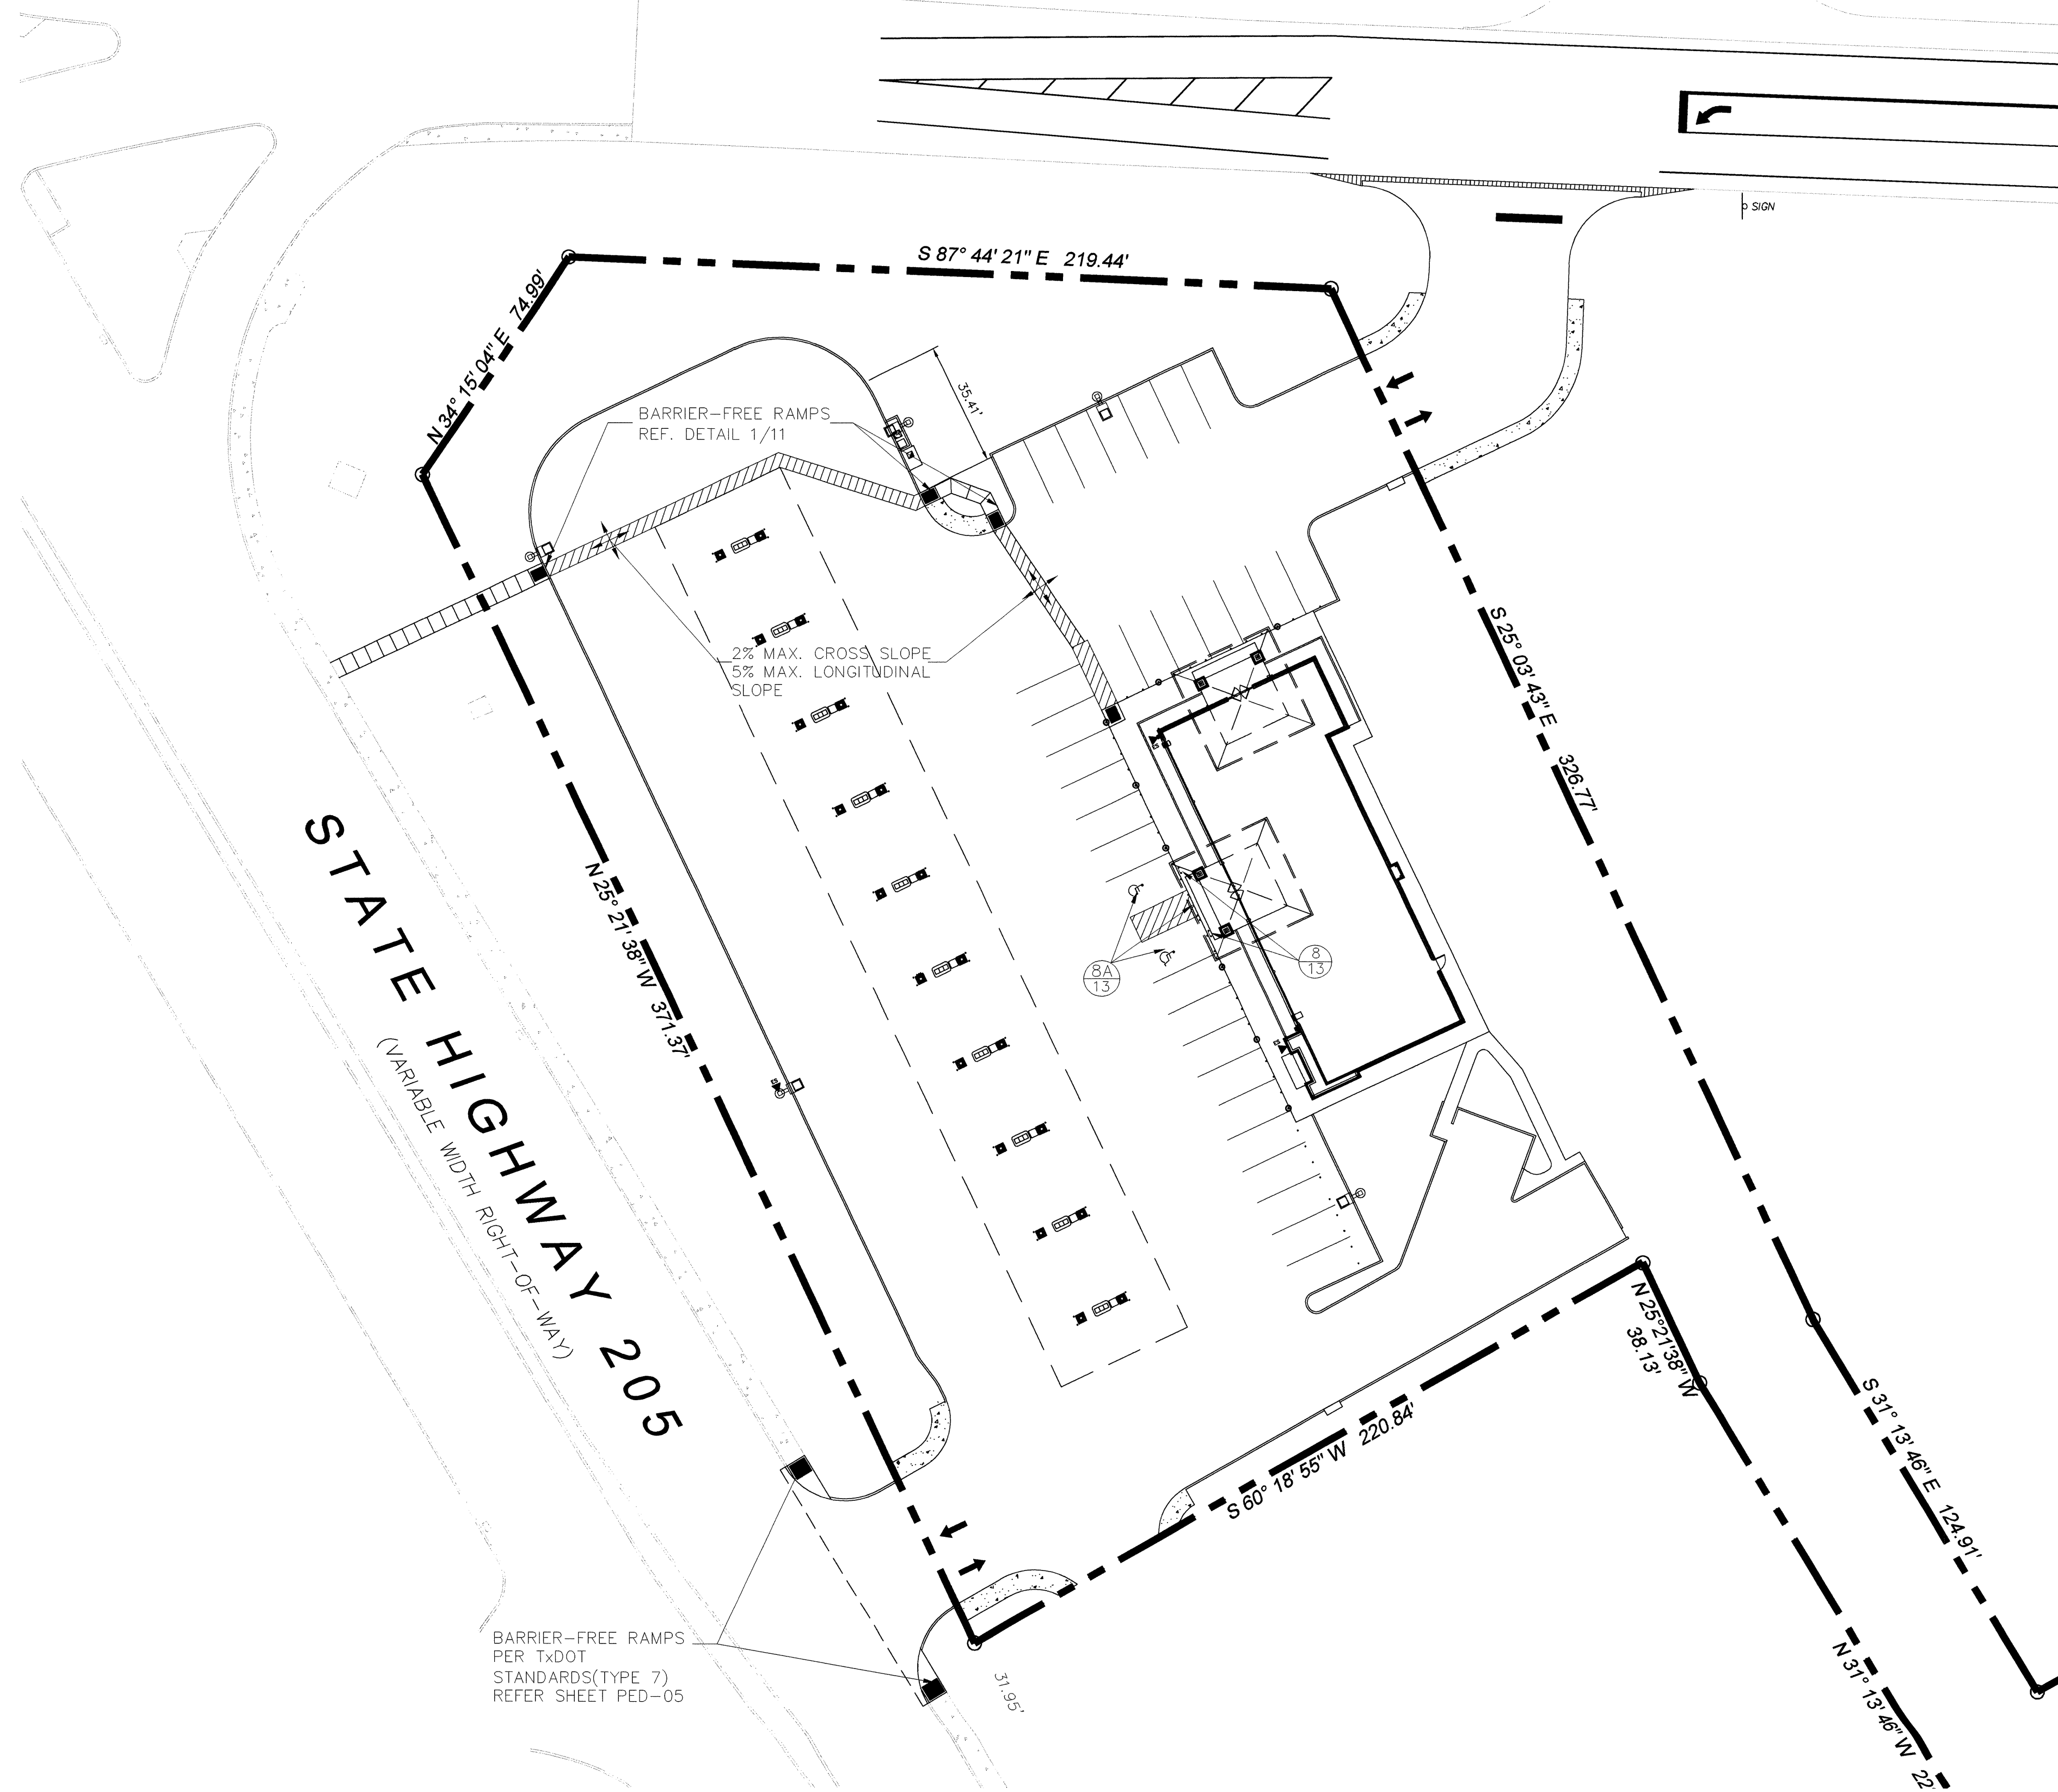 SIGN
S 87° 44' 21" E 219.44'
N 34° 15' 04" E 74.99'
35.41'
BARRIER-FREE RAMPS
REF. DETAIL 1/11
2% MAX. CROSS SLOPE
5% MAX. LONGITUDINAL
SLOPE
S 25° 03' 43" E 326.77'
N 25° 21' 38" W 371.37'
STATE HIGHWAY 205
(VARIABLE WIDTH RIGHT-OF-WAY)
8A
13
8
13
N 25°21'38" W
38.13'
S 60° 18' 55" W 220.84'
S 31° 13' 46" E 124.91'
BARRIER-FREE RAMPS
PER TxDOT
STANDARDS(TYPE 7)
REFER SHEET PED-05
31.95'
N 31° 13' 46" W